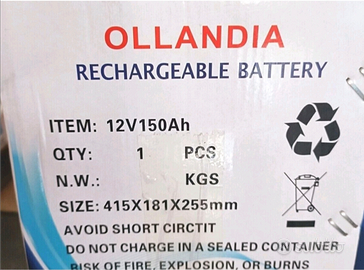 OLLANDIA
RECHARGEABLE BATTERY
ITEM: 12V150Ah
QTY: 1 PCS
N.W.: KGS
SIZE: 415X181X255mm
AVOID SHORT CIRCTIT
DO NOT CHARGE IN A SEALED CONTAINER
RISK OF FIRE, EXPLOSION, OR BURNS